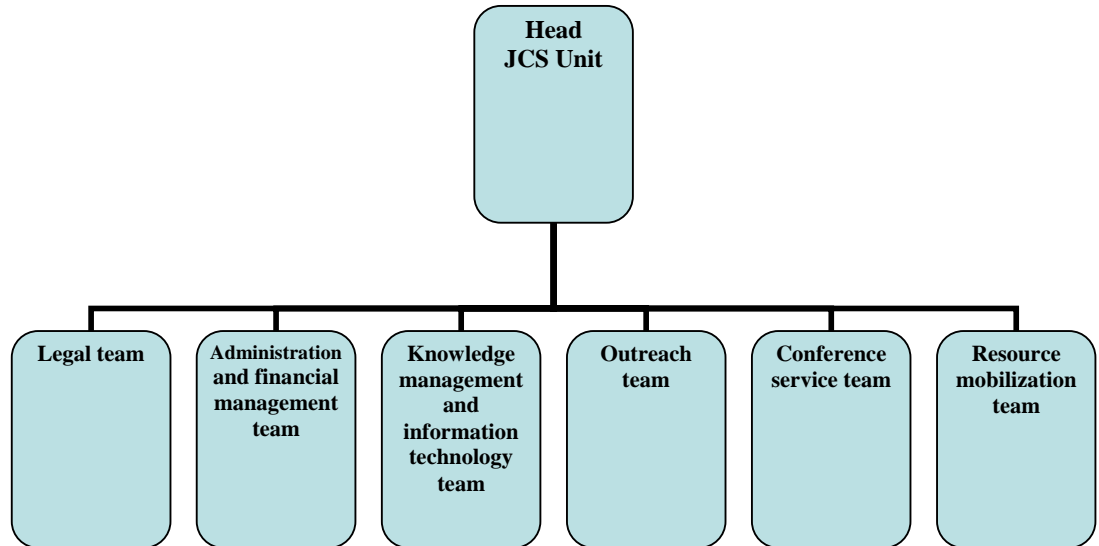 Head
JCS Unit
Legal team
Administration
and financial
management
team
Knowledge
management
and
information
technology
team
Outreach
team
Conference
service team
Resource
mobilization
team